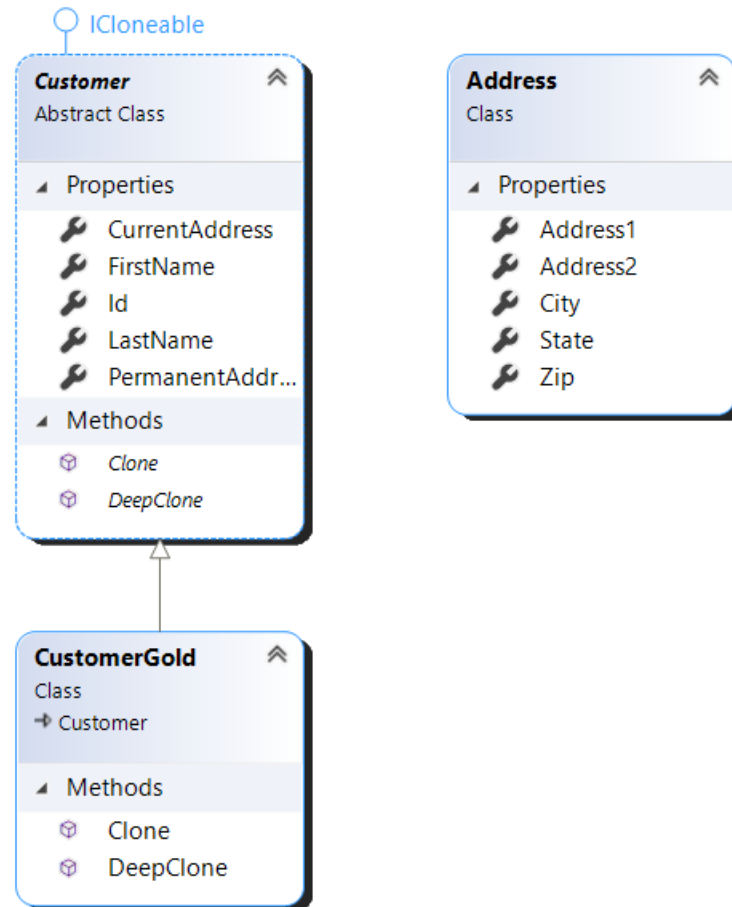 ICloneable
Customer
Abstract Class
Properties
CurrentAddress
FirstName
Id
LastName
PermanentAddr...
Methods
Clone
DeepClone
Address
Class
Properties
Address1
Address2
City
State
Zip
CustomerGold
Class
Customer
Methods
Clone
DeepClone